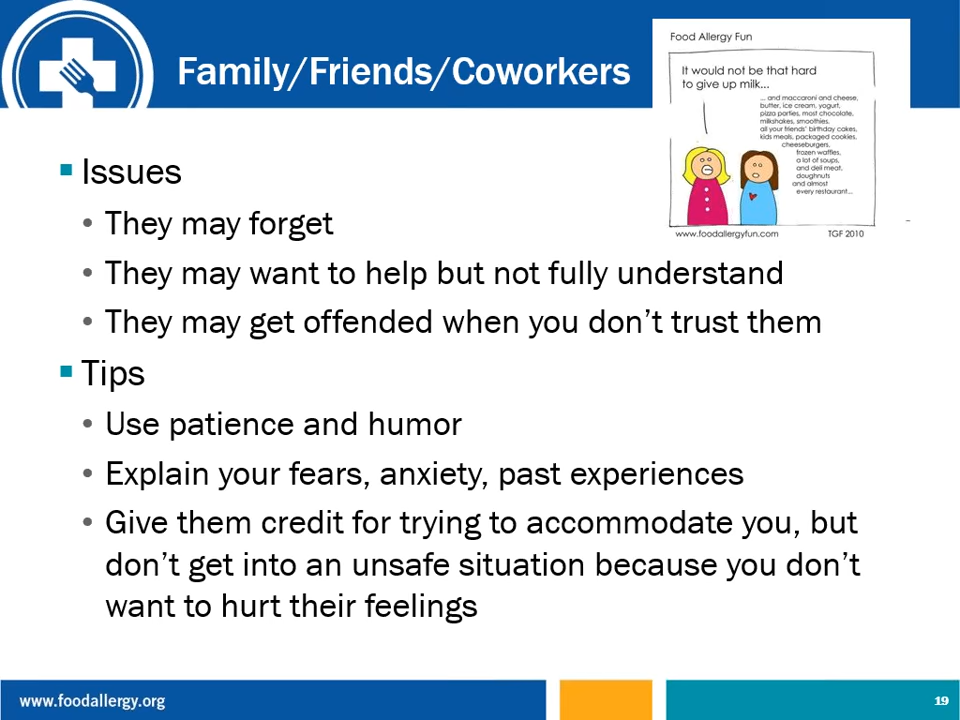 Family/Friends/Coworkers
Food Allergy Fun
It would not be that hard
to give up milk...
... and macaroni and cheese,
butter, ice cream, yogurt,
pizza parties, most chocolate,
milkshakes, smoothies,
all your friends' birthday cakes,
kids meals, packaged cookies,
cheeseburgers,
frozen waffles,
a lot of soups,
and deli meat,
doughnuts
and almost
every restaurant...
www.foodallergyfun.com TGF 2010
Issues
They may forget
They may want to help but not fully understand
They may get offended when you don't trust them
Tips
Use patience and humor
Explain your fears, anxiety, past experiences
Give them credit for trying to accommodate you, but
don't get into an unsafe situation because you don't
want to hurt their feelings
www.foodallergy.org
19